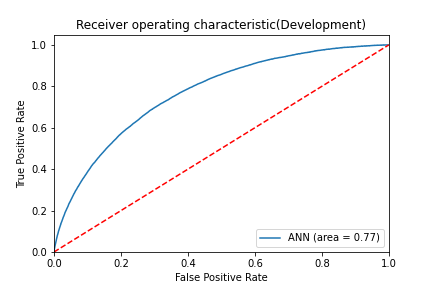 Receiver operating characteristic(Development)
True Positive Rate
1.0
0.8
0.6
0.4
0.2
0.0
ANN (area = 0.77)
0.0 0.2 0.4 0.6 0.8 1.0
False Positive Rate